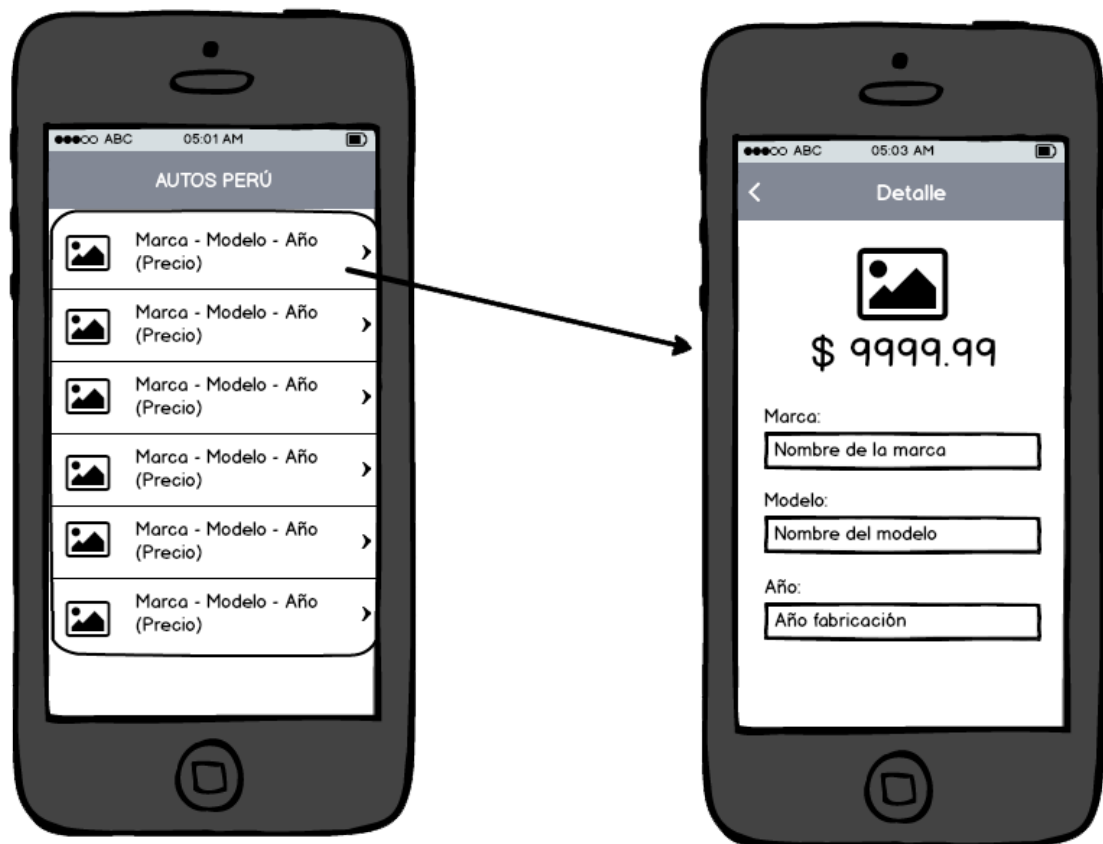 ABC 05:01 AM
AUTOS PERÚ
Marca - Modelo - Año
(Precio)
Marca - Modelo - Año
(Precio)
Marca - Modelo - Año
(Precio)
Marca - Modelo - Año
(Precio)
Marca - Modelo - Año
(Precio)
Marca - Modelo - Año
(Precio)
ABC 05:03 AM
Detalle
$ 9999.99
Marca:
Nombre de la marca
Modelo:
Nombre del modelo
Año:
Año fabricación